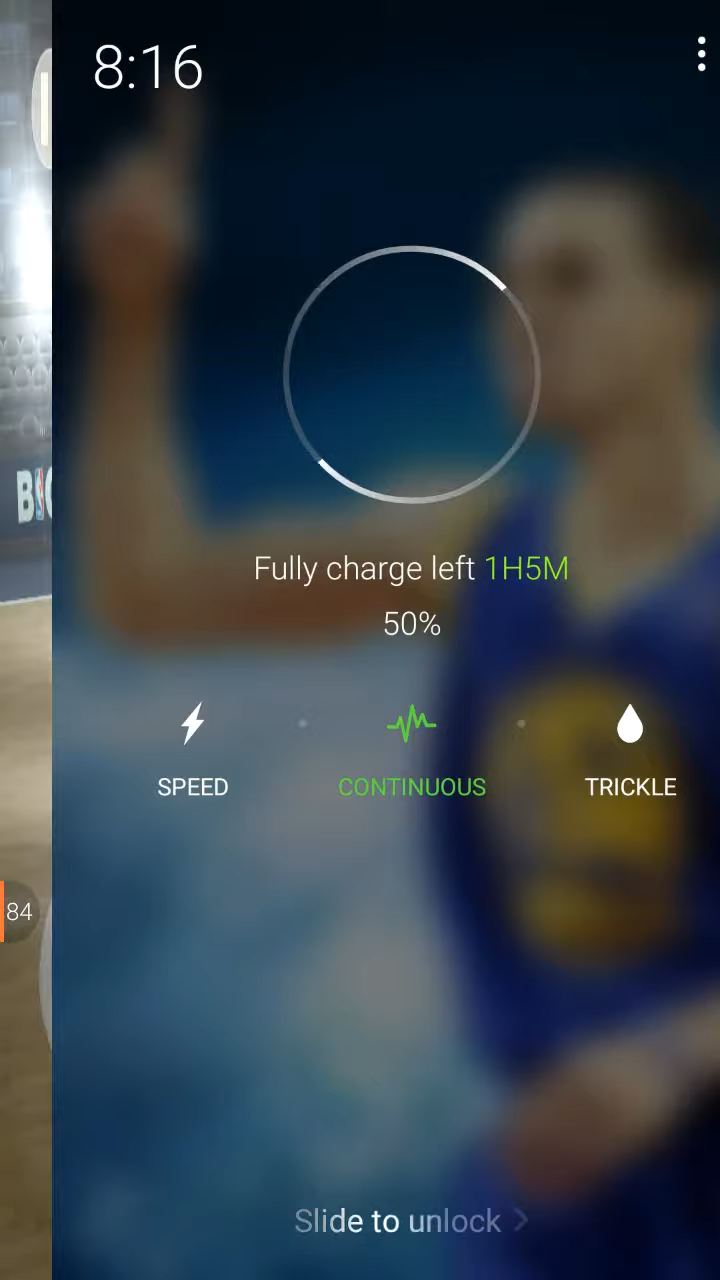 8:16
Fully charge left 1H5M
50%
SPEED
CONTINUOUS
TRICKLE
84
Slide to unlock